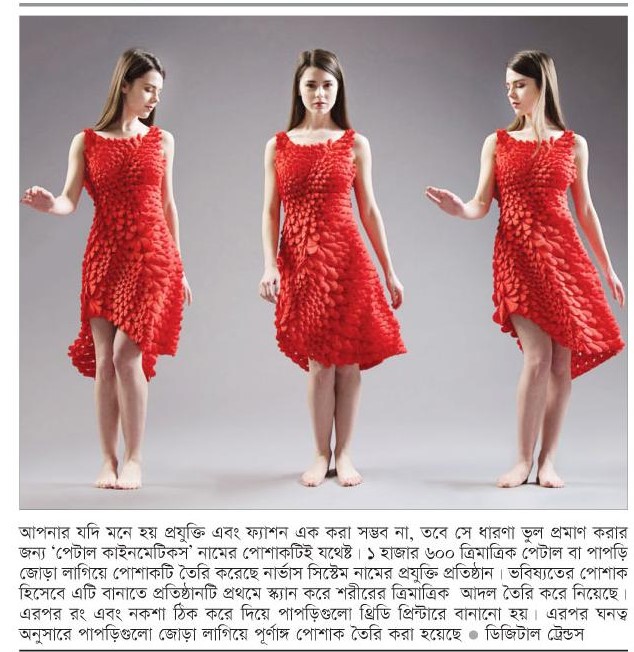 আপনার যদি মনে হয় প্রযুক্তি এবং ফ্যাশন এক করা সম্ভব না, তবে সে ধারণা ভুল প্রমাণ করার
জন্য ‘পেটাল কাইনমেটিকস’ নামের পোশাকটিই যথেষ্ট। ১ হাজার ৬০০ ত্রিমাত্রিক পেটাল বা পাপড়ি
জোড়া লাগিয়ে পোশাকটি তৈরি করেছে নার্ভাস সিস্টেম নামের প্রযুক্তি প্রতিষ্ঠান। ভবিষ্যতের পোশাক
হিসেবে এটি বানাতে প্রতিষ্ঠানটি প্রথমে স্ক্যান করে শরীরের ত্রিমাত্রিক আদল তৈরি করে নিয়েছে।
এরপর রং এবং নকশা ঠিক করে দিয়ে পাপড়িগুলো থ্রিডি প্রিন্টারে বানানো হয়। এরপর ঘনত্ব
অনুসারে পাপড়িগুলো জোড়া লাগিয়ে পূর্ণাঙ্গ পোশাক তৈরি করা হয়েছে ● ডিজিটাল ট্রেন্ডস